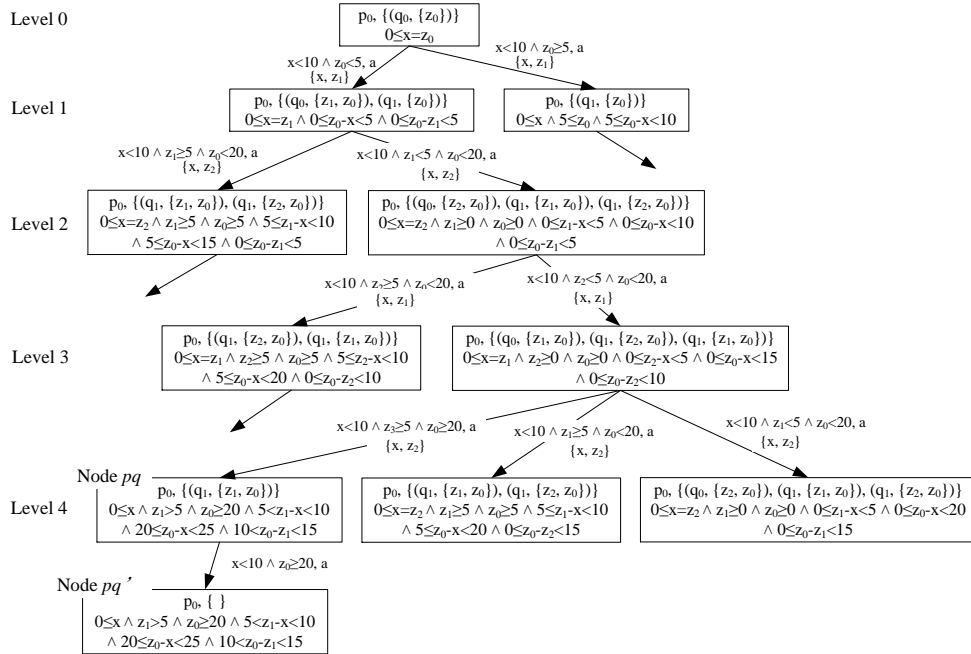 Level 0
p₀, {(q₀, {z₀})}
0≤x=z₀
x<10 ^ z₀<5, a
{x, z₁}
x<10 ^ z₀≥5, a
{x, z₁}
Level 1
p₀, {(q₀, {z₁, z₀}), (q₁, {z₀})}
0≤x=z₁ ^ 0≤z₀-x<5 ^ 0≤z₀-z₁<5
p₀, {(q₁, {z₀})}
0≤x ^ 5≤z₀ ^ 5≤z₀-x<10
x<10 ^ z₁≥5 ^ z₀<20, a
{x, z₂}
x<10 ^ z₁<5 ^ z₀<20, a
{x, z₂}
Level 2
p₀, {(q₁, {z₁, z₀}), (q₁, {z₂, z₀})}
0≤x=z₂ ^ z₁≥5 ^ z₀≥5 ^ 5≤z₁-x<10
^ 5≤z₀-x<15 ^ 0≤z₀-z₁<5
p₀, {(q₀, {z₂, z₀}), (q₁, {z₁, z₀}), (q₁, {z₂, z₀})}
0≤x=z₂ ^ z₁≥0 ^ z₀≥0 ^ 0≤z₁-x<5 ^ 0≤z₀-x<10
^ 0≤z₀-z₁<5
x<10 ^ z₂≥5 ^ z₀<20, a
{x, z₁}
x<10 ^ z₂<5 ^ z₀<20, a
{x, z₁}
Level 3
p₀, {(q₁, {z₂, z₀}), (q₁, {z₁, z₀})}
0≤x=z₁ ^ z₂≥5 ^ z₀≥5 ^ 5≤z₂-x<10
^ 5≤z₀-x<20 ^ 0≤z₀-z₂<10
p₀, {(q₀, {z₁, z₀}), (q₁, {z₂, z₀}), (q₁, {z₁, z₀})}
0≤x=z₁ ^ z₂≥0 ^ z₀≥0 ^ 0≤z₂-x<5 ^ 0≤z₀-x<15
^ 0≤z₀-z₂<10
x<10 ^ z₃≥5 ^ z₀≥20, a
{x, z₂}
x<10 ^ z₁≥5 ^ z₀<20, a
{x, z₂}
x<10 ^ z₁<5 ^ z₀<20, a
{x, z₂}
Node pq
Level 4
p₀, {(q₁, {z₁, z₀})}
0≤x ^ z₁>5 ^ z₀≥20 ^ 5<z₁-x<10
^ 20≤z₀-x<25 ^ 10<z₀-z₁<15
p₀, {(q₁, {z₁, z₀}), (q₁, {z₂, z₀})}
0≤x=z₂ ^ z₁≥5 ^ z₀≥5 ^ 5≤z₁-x<10
^ 5≤z₀-x<20 ^ 0≤z₀-z₂<15
p₀, {(q₀, {z₂, z₀}), (q₁, {z₁, z₀}), (q₁, {z₂, z₀})}
0≤x=z₂ ^ z₁≥0 ^ z₀≥0 ^ 0≤z₁-x<5 ^ 0≤z₀-x<20
^ 0≤z₀-z₁<15
x<10 ^ z₀≥20, a
Node pq’
p₀, { }
0≤x ^ z₁>5 ^ z₀≥20 ^ 5<z₁-x<10
^ 20≤z₀-x<25 ^ 10<z₀-z₁<15